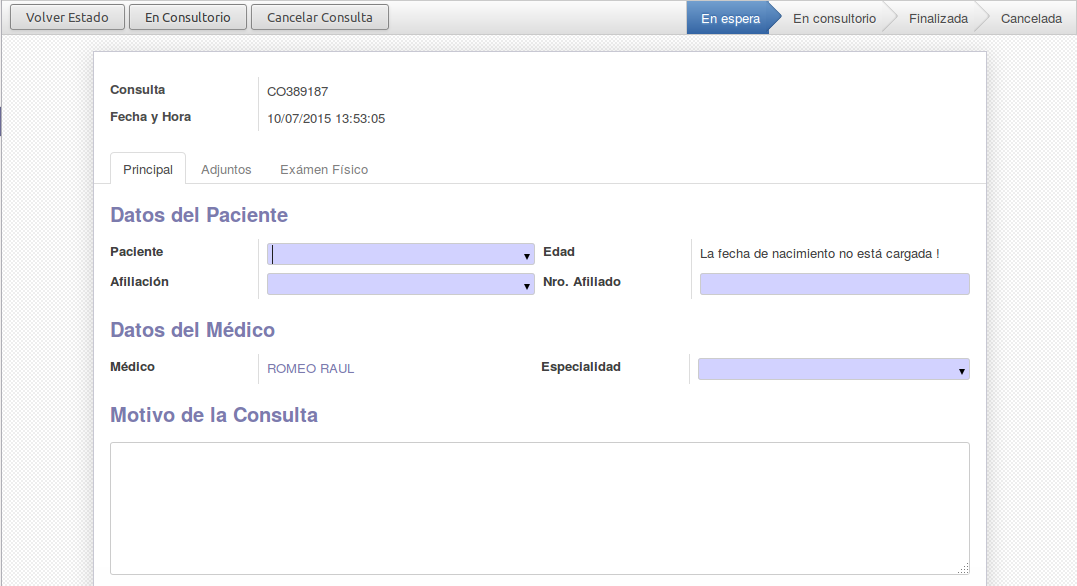 Volver Estado En Consultorio Cancelar Consulta En espera En consultorio Finalizada Cancelada
Consulta CO389187
Fecha y Hora 10/07/2015 13:53:05
Principal Adjuntos Exámen Físico
Datos del Paciente
Paciente Edad La fecha de nacimiento no está cargada !
Afiliación Nro. Afiliado
Datos del Médico
Médico ROMEO RAUL Especialidad
Motivo de la Consulta